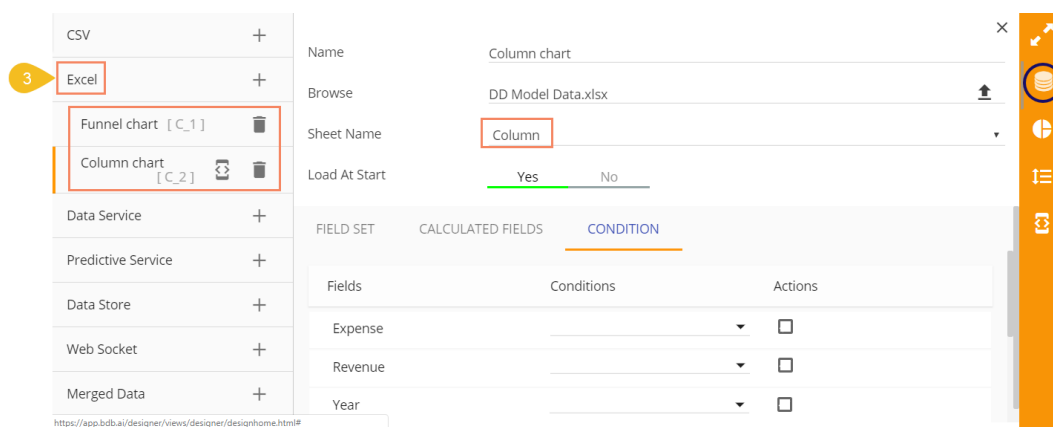 CSV
3
Excel
Funnel chart [ C_1 ]
Column chart
[ C_2 ]
Data Service
Predictive Service
Data Store
Web Socket
Merged Data
https://app.bdb.ai/designer/views/designer/designhome.html#
Name Column chart
Browse DD Model Data.xlsx
Sheet Name Column
Load At Start Yes No
FIELD SET CALCULATED FIELDS CONDITION
Fields Conditions Actions
Expense
Revenue
Year